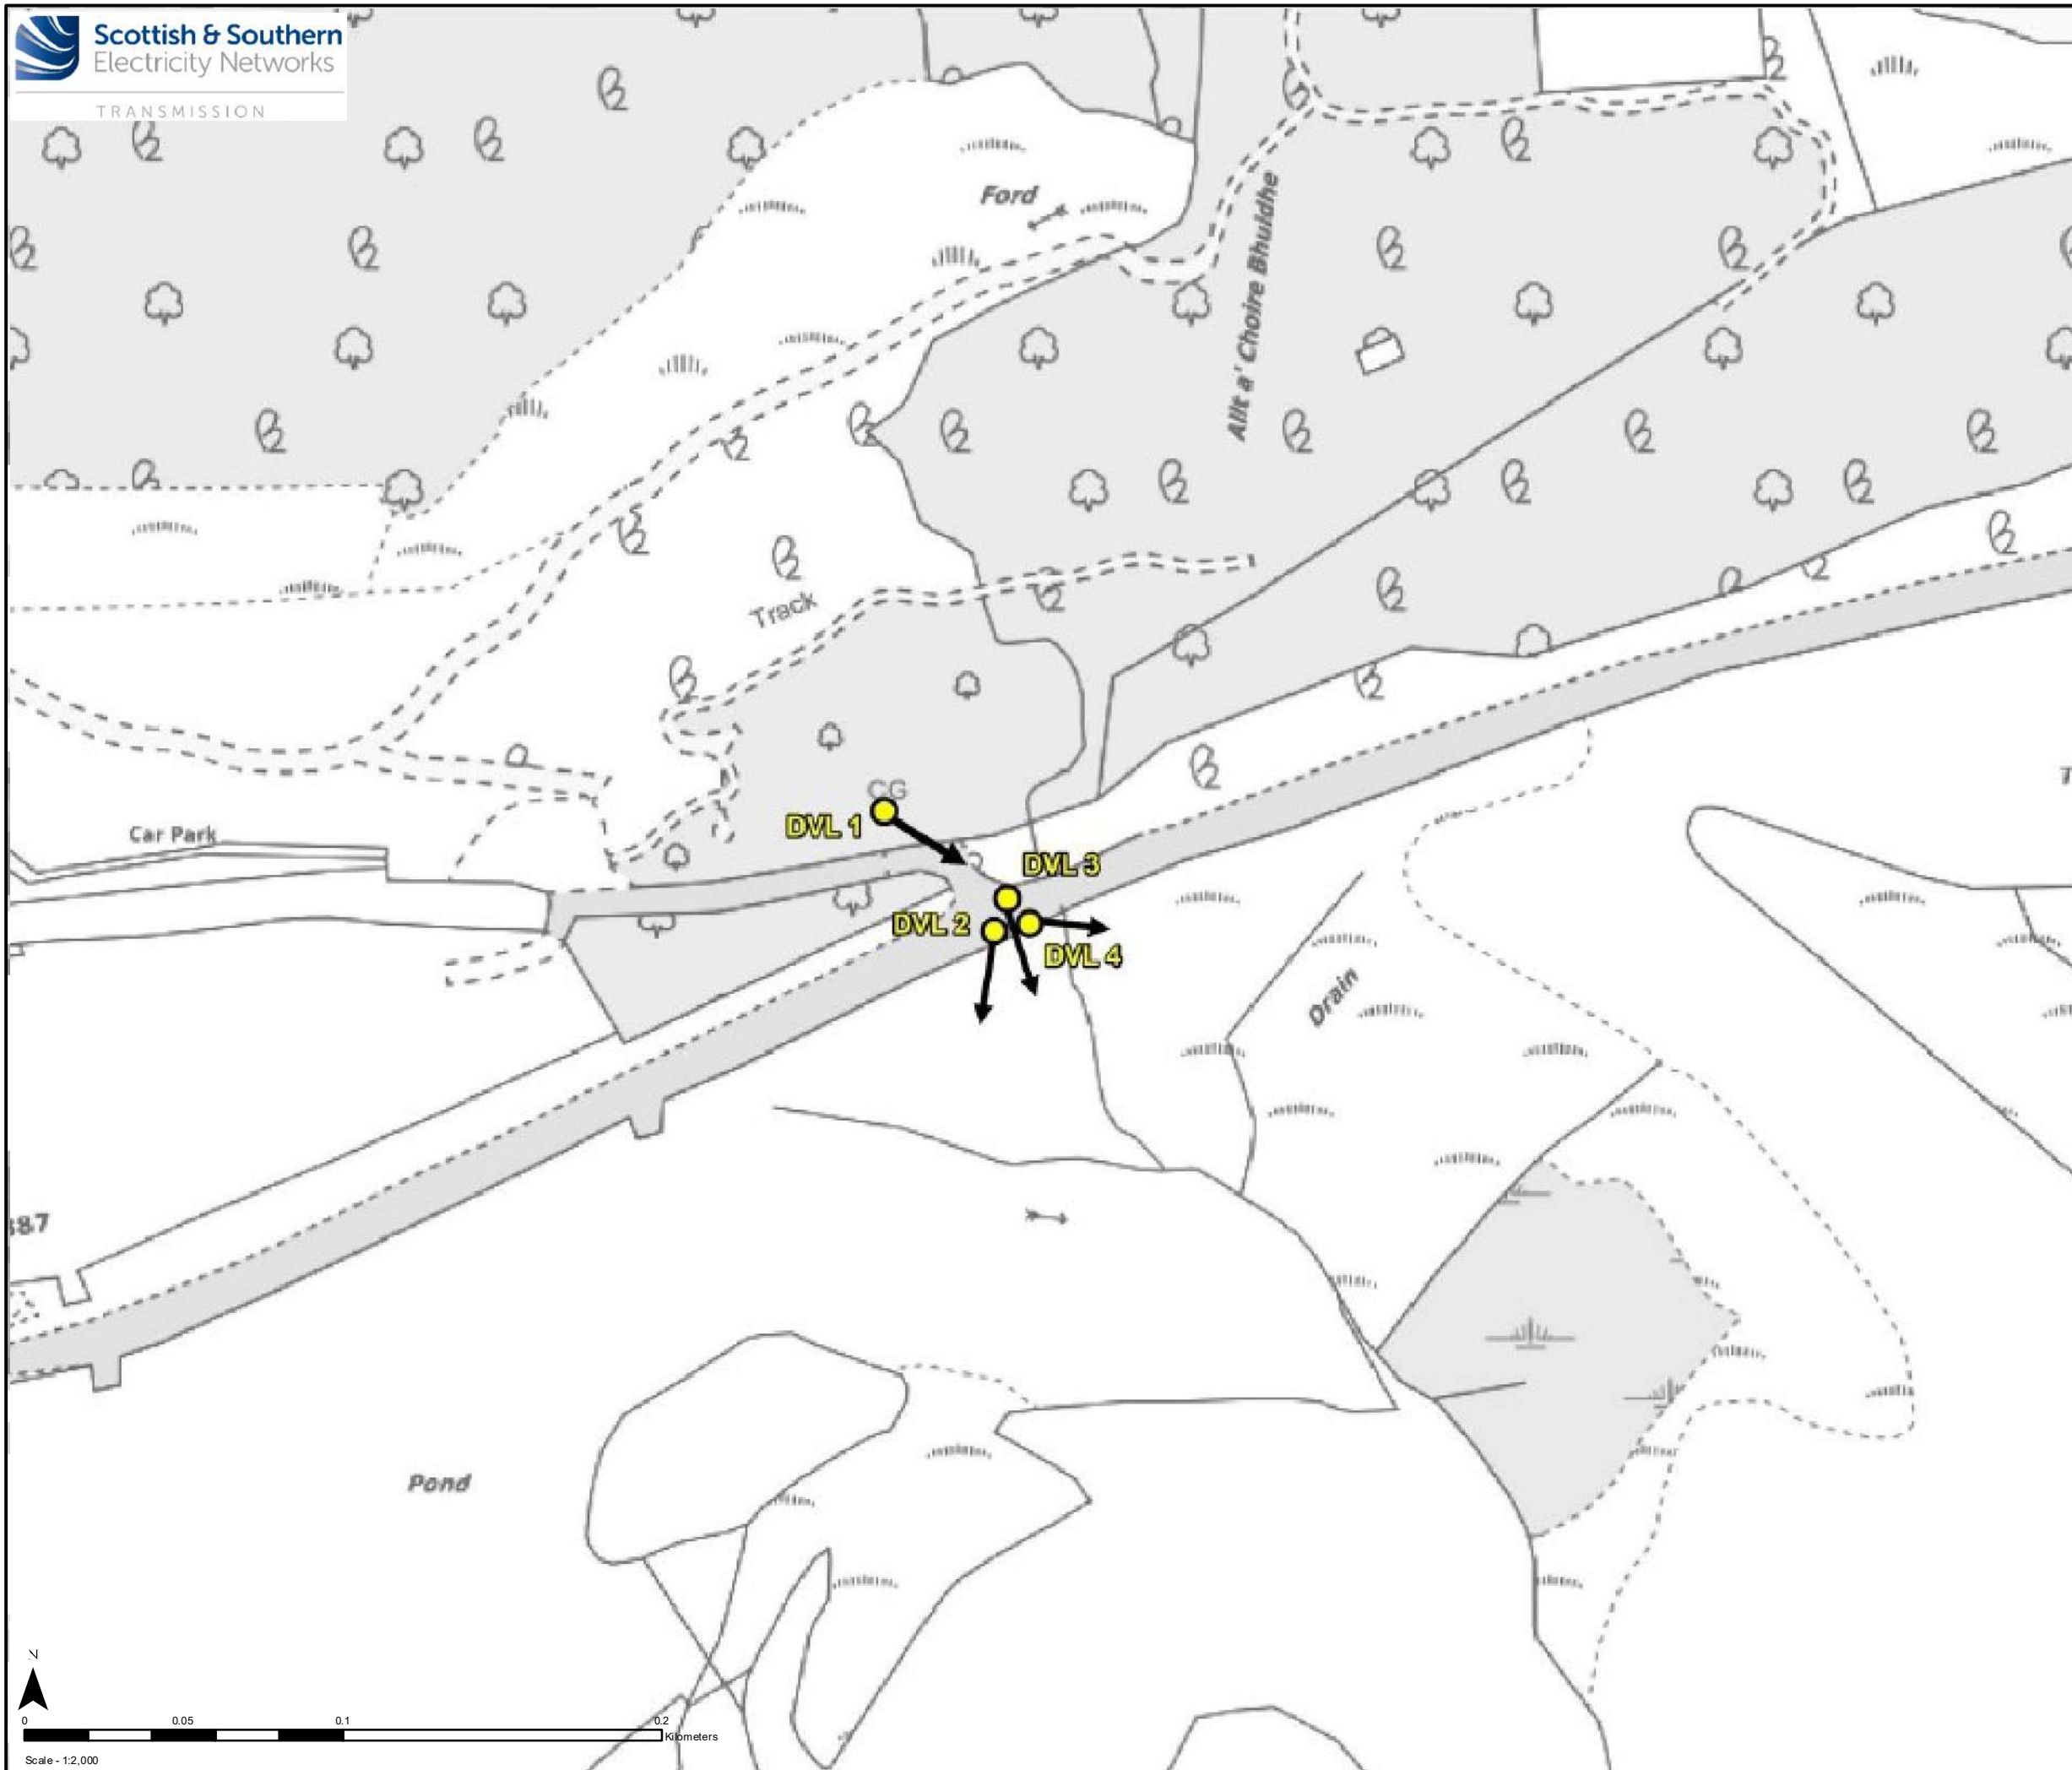 Scottish & Southern
Electricity Networks
TRANSMISSION
Ford
Allt a' Choire Bhuidhe
Track
CG
DVL 1
Car Park
DVL 3
DVL 2
DVL 4
Drain
387
Pond
N
0 0.05 0.1 0.2
Kilometers
Scale - 1:2,000